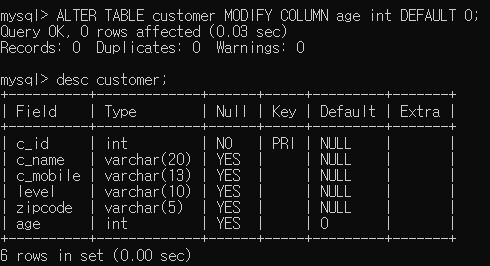 mysql> ALTER TABLE customer MODIFY COLUMN age int DEFAULT 0;
Query OK, 0 rows affected (0.03 sec)
Records: 0  Duplicates: 0  Warnings: 0

mysql> desc customer;
+----------+-------------+------+-----+---------+-------+
| Field    | Type        | Null | Key | Default | Extra |
+----------+-------------+------+-----+---------+-------+
| c_id     | int         | NO   | PRI | NULL    |       |
| c_name   | varchar(20) | YES  |     | NULL    |       |
| c_mobile | varchar(13) | YES  |     | NULL    |       |
| level    | varchar(10) | YES  |     | NULL    |       |
| zipcode  | varchar(5)  | YES  |     | NULL    |       |
| age      | int         | YES  |     | 0       |       |
+----------+-------------+------+-----+---------+-------+
6 rows in set (0.00 sec)